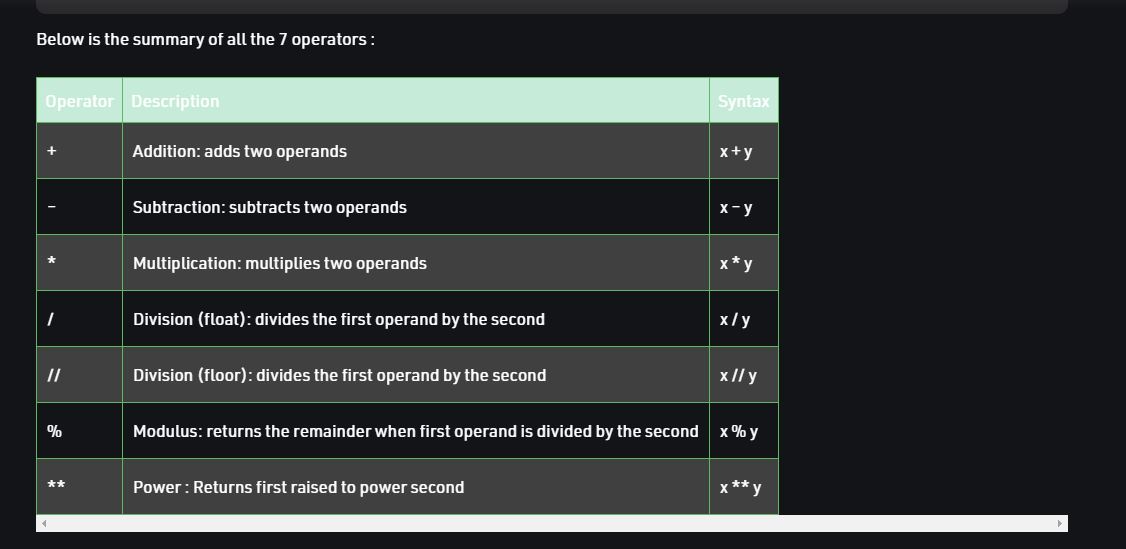 Below is the summary of all the 7 operators :
Operator Description Syntax
+ Addition: adds two operands x + y
– Subtraction: subtracts two operands x – y
* Multiplication: multiplies two operands x * y
/ Division (float): divides the first operand by the second x / y
// Division (floor): divides the first operand by the second x // y
% Modulus: returns the remainder when first operand is divided by the second x % y
** Power : Returns first raised to power second x ** y